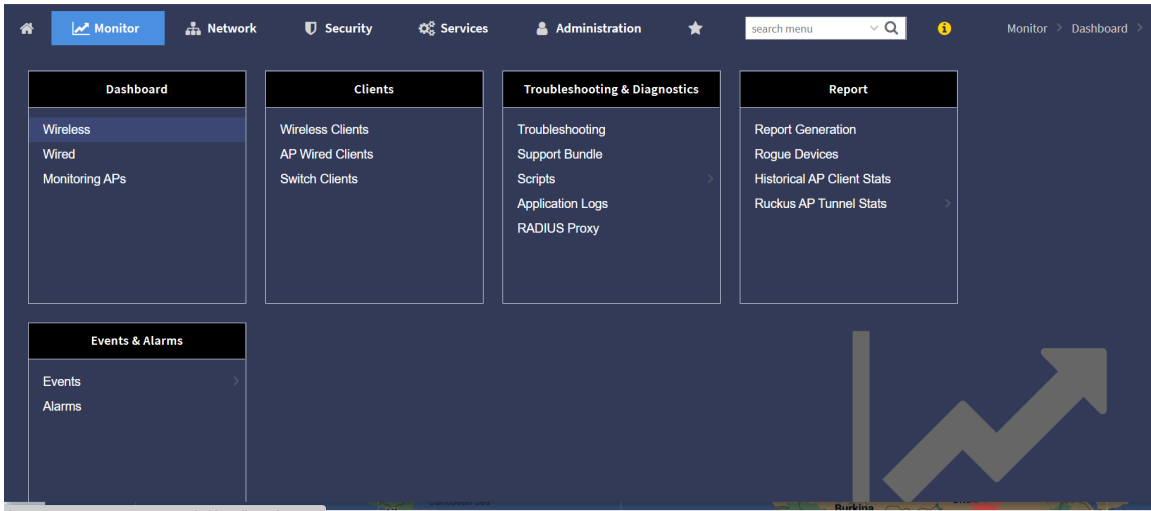 Monitor Network Security Services Administration search menu Monitor > Dashboard >
Dashboard
Wireless
Wired
Monitoring APs
Clients
Wireless Clients
AP Wired Clients
Switch Clients
Troubleshooting & Diagnostics
Troubleshooting
Support Bundle
Scripts >
Application Logs
RADIUS Proxy
Report
Report Generation
Rogue Devices
Historical AP Client Stats
Ruckus AP Tunnel Stats >
Events & Alarms
Events >
Alarms
Burkina